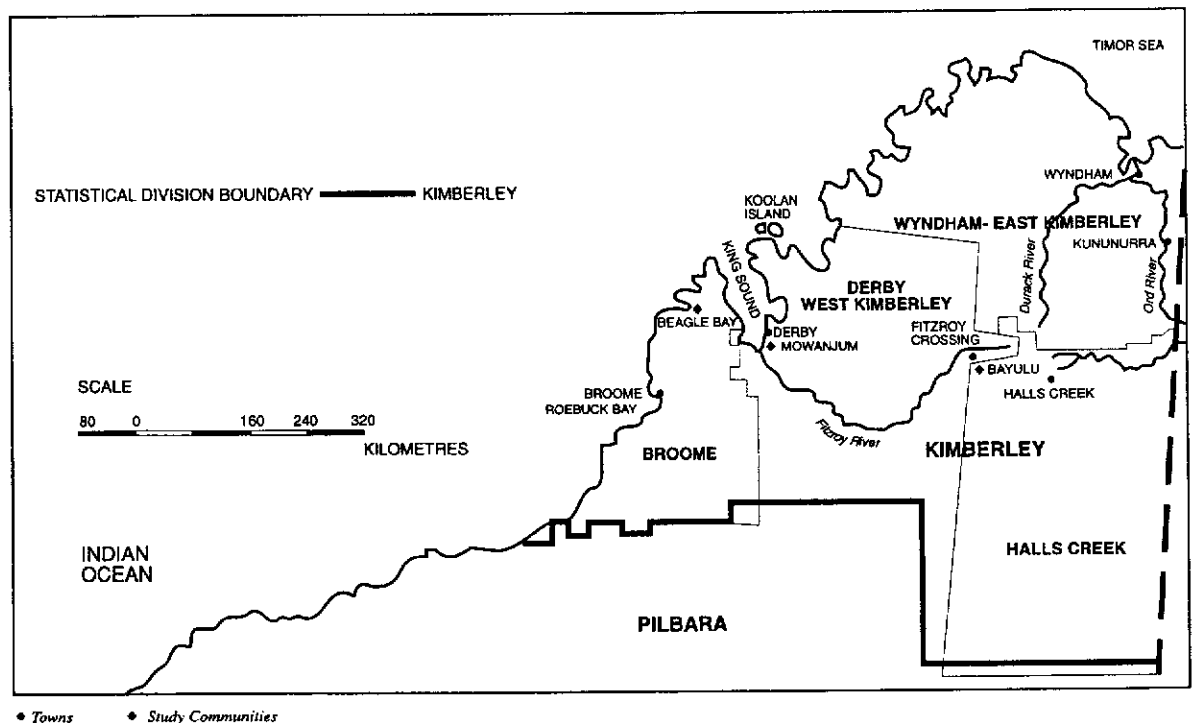 TIMOR SEA
STATISTICAL DIVISION BOUNDARY
KIMBERLEY
WYNDHAM
KOOLAN
ISLAND
WYNDHAM- EAST KIMBERLEY
KUNUNURRA
KING SOUND
Durack River
Ord River
DERBY
WEST KIMBERLEY
BEAGLE BAY
DERBY
MOWANJUM
FITZROY
CROSSING
BAYULU
HALLS CREEK
SCALE
80 0 160 240 320
KILOMETRES
BROOME
ROEBUCK BAY
Fitzroy River
BROOME
KIMBERLEY
INDIAN
OCEAN
HALLS CREEK
PILBARA
Towns
Study Communities